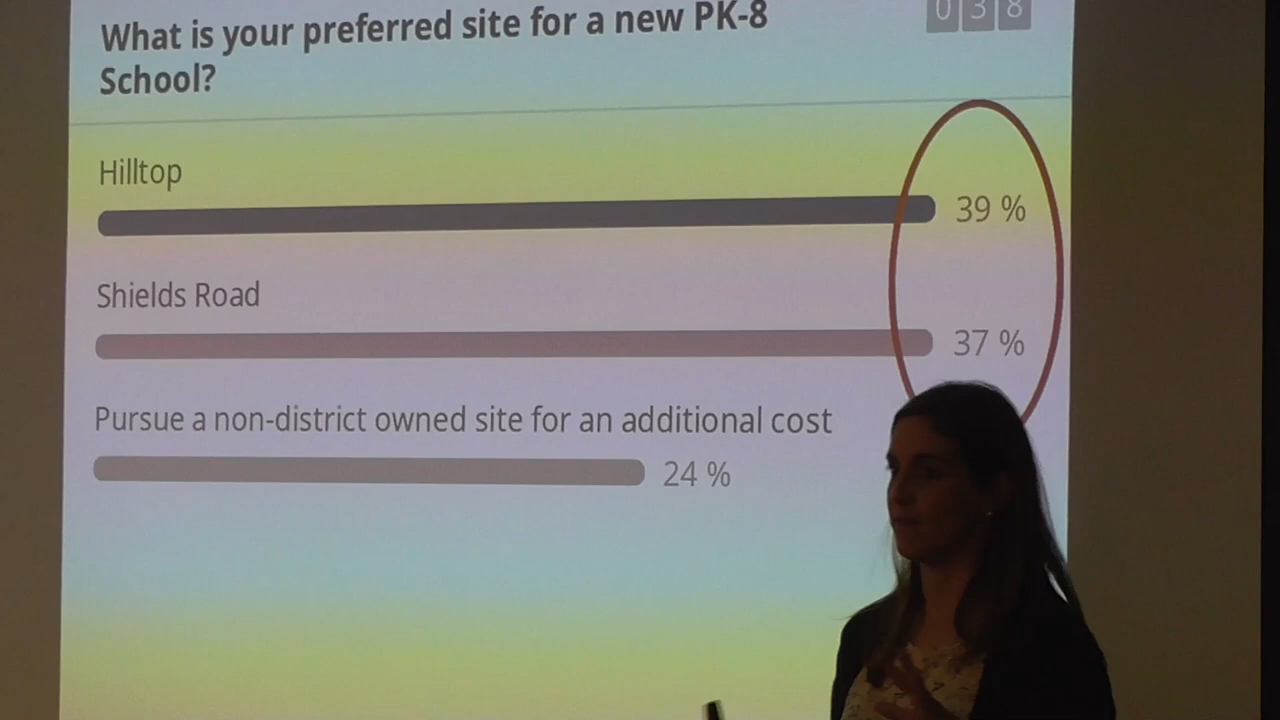 What is your preferred site for a new PK-8
School?
038
Hilltop
39 %
Shields Road
37 %
Pursue a non-district owned site for an additional cost
24 %